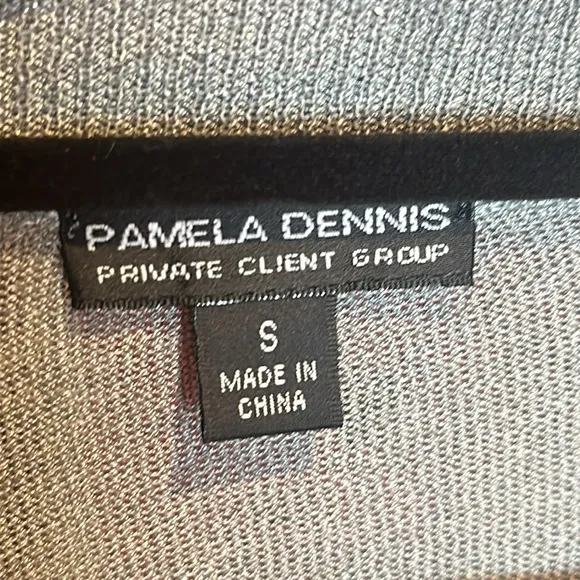 PAMELA DENNIS
PRIVATE CLIENT GROUP
S
MADE IN
CHINA